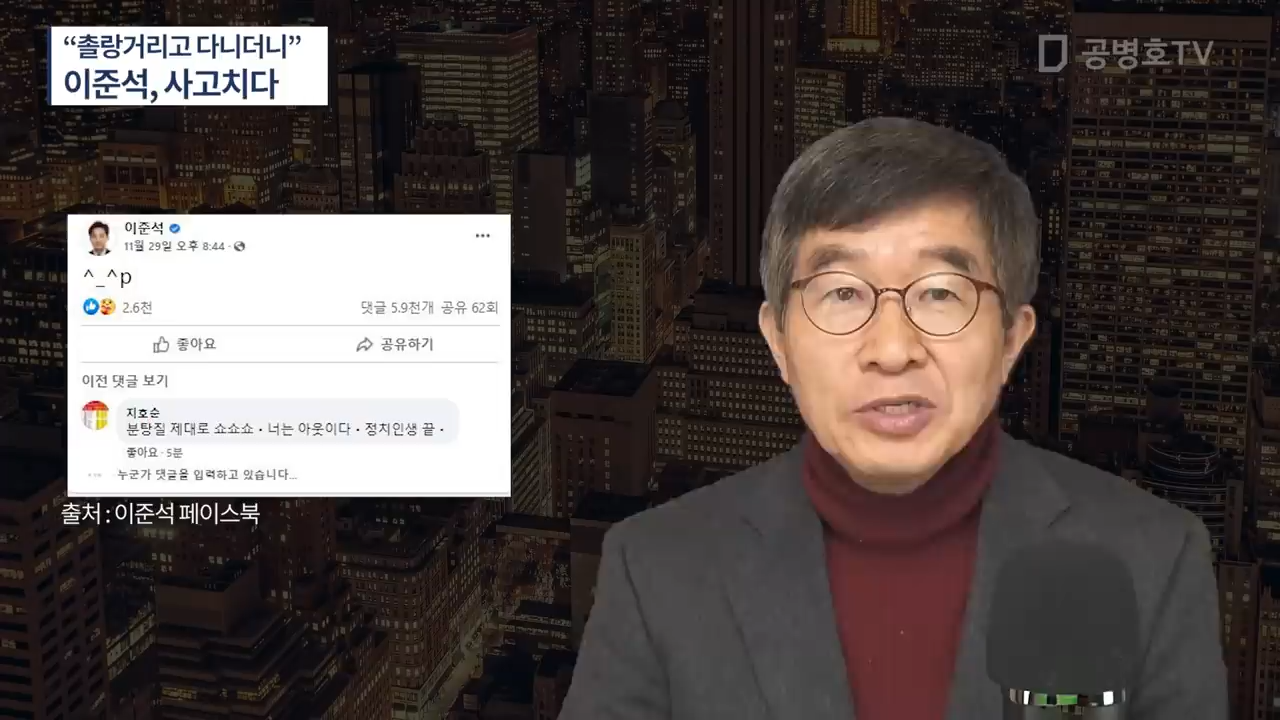 “촐랑거리고 다니더니”
이준석, 사고치다
공병호TV
이준석
11월 29일 오후 8:44 ·
^_^p
2.6천
댓글 5.9천개 공유 62회
좋아요
공유하기
이전 댓글 보기
지호순
분탕질 제대로 쇼쇼쇼 · 너는 아웃이다 · 정치인생 끝 ·
좋아요 · 5분
누군가 댓글을 입력하고 있습니다...
출처 : 이준석 페이스북